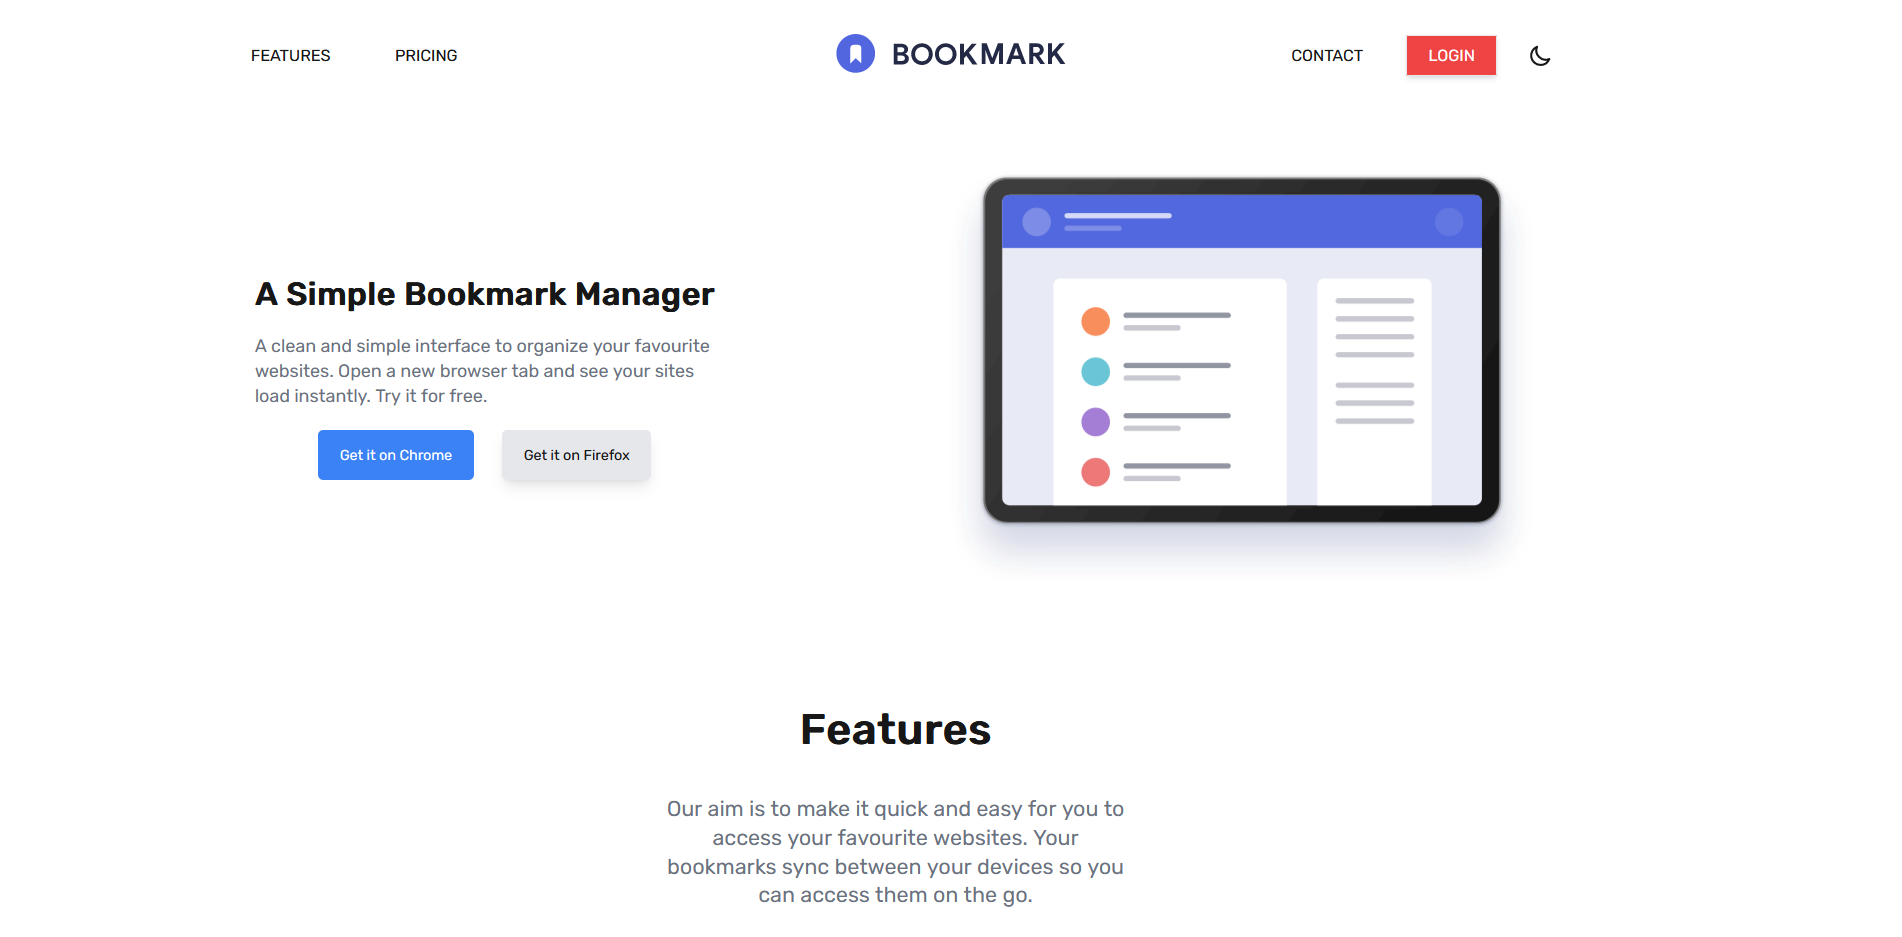 FEATURES
PRICING
BOOKMARK
CONTACT
LOGIN
A Simple Bookmark Manager
A clean and simple interface to organize your favourite
websites. Open a new browser tab and see your sites
load instantly. Try it for free.
Get it on Chrome
Get it on Firefox
Features
Our aim is to make it quick and easy for you to
access your favourite websites. Your
bookmarks sync between your devices so you
can access them on the go.